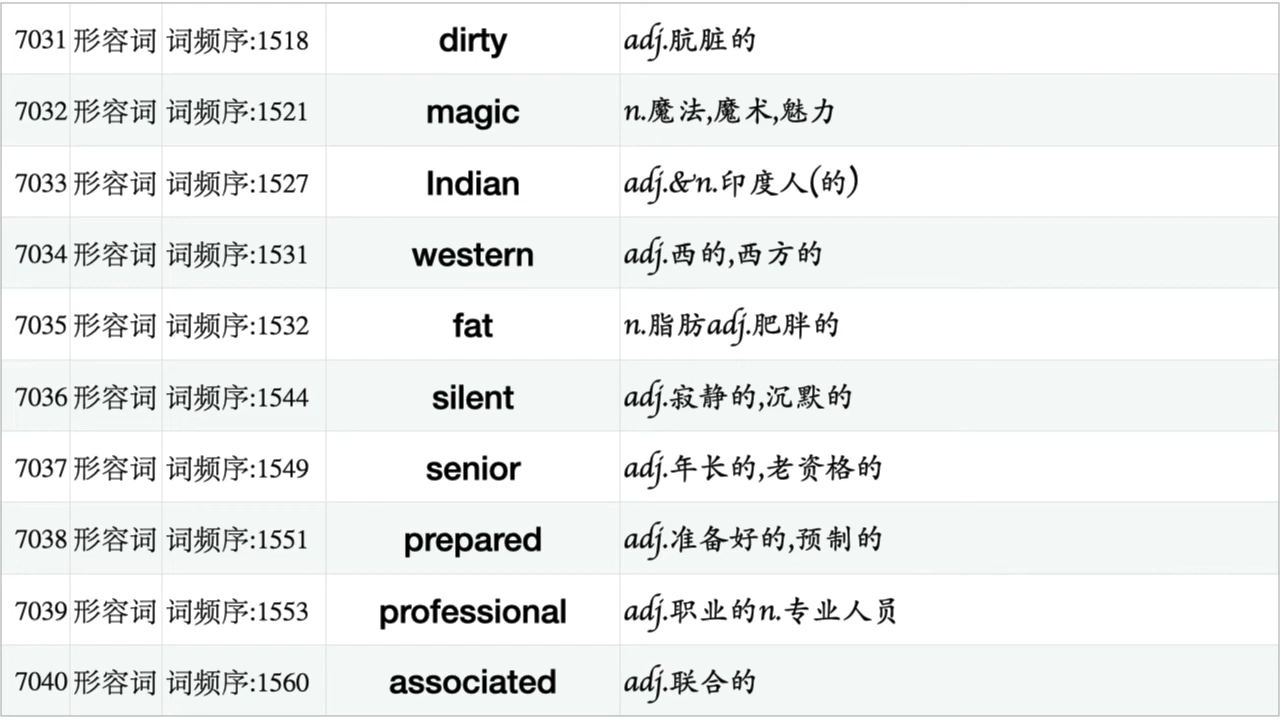 7031 形容词 词频序:1518 dirty adj.肮脏的
7032 形容词 词频序:1521 magic n.魔法,魔术,魅力
7033 形容词 词频序:1527 Indian adj.&n.印度人(的)
7034 形容词 词频序:1531 western adj.西的,西方的
7035 形容词 词频序:1532 fat n.脂肪adj.肥胖的
7036 形容词 词频序:1544 silent adj.寂静的,沉默的
7037 形容词 词频序:1549 senior adj.年长的,老资格的
7038 形容词 词频序:1551 prepared adj.准备好的,预制的
7039 形容词 词频序:1553 professional adj.职业的n.专业人员
7040 形容词 词频序:1560 associated adj.联合的